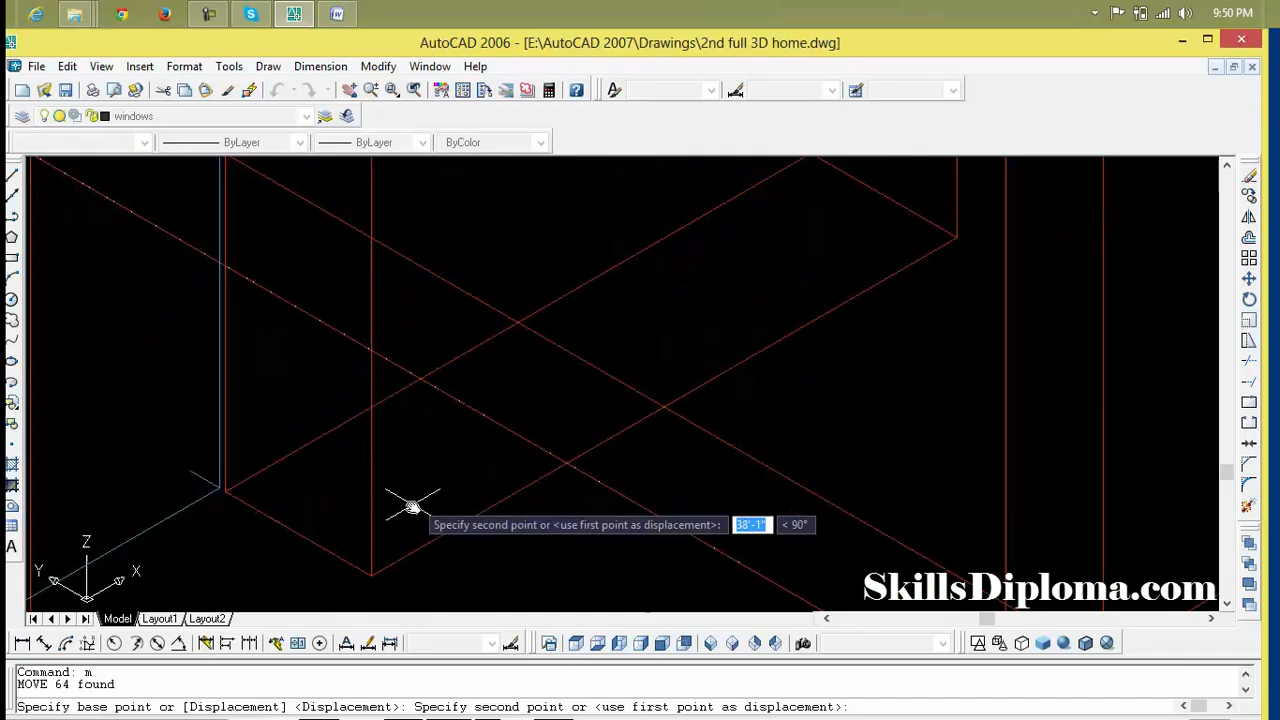 9:50 PM
AutoCAD 2006 - [E:\AutoCAD 2007\Drawings\2nd full 3D home.dwg]
File Edit View Insert Format Tools Draw Dimension Modify Window Help
windows
ByLayer ByLayer ByColor
Specify second point or <use first point as displacement>: 38'-1" < 90°
Z
Y X
SkillsDiploma.com
Model Layout1 Layout2
Command: m
MOVE 64 found
Specify base point or [Displacement] <Displacement>: Specify second point or <use first point as displacement>: